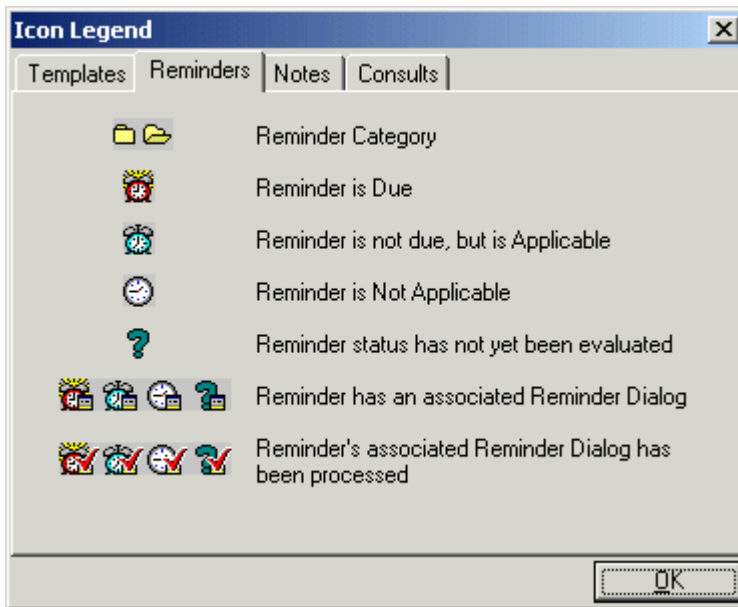 Icon Legend
Templates Reminders Notes Consults
Reminder Category
Reminder is Due
Reminder is not due, but is Applicable
Reminder is Not Applicable
Reminder status has not yet been evaluated
Reminder has an associated Reminder Dialog
Reminder's associated Reminder Dialog has
been processed
OK